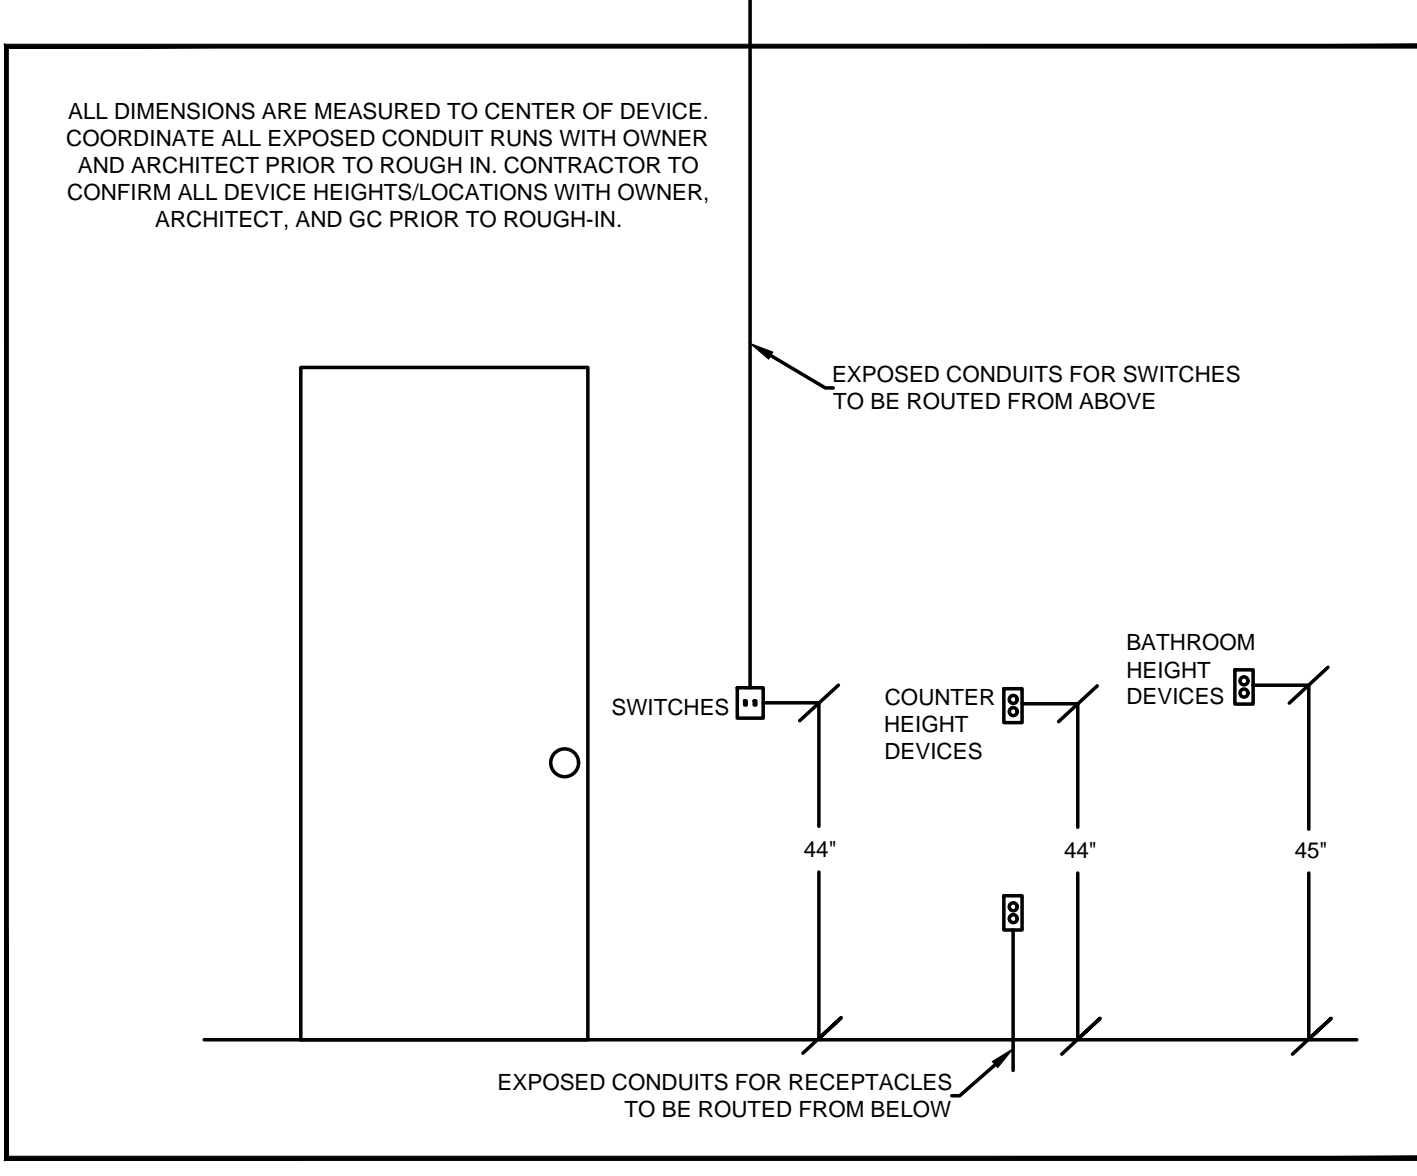 ALL DIMENSIONS ARE MEASURED TO CENTER OF DEVICE.
COORDINATE ALL EXPOSED CONDUIT RUNS WITH OWNER
AND ARCHITECT PRIOR TO ROUGH IN. CONTRACTOR TO
CONFIRM ALL DEVICE HEIGHTS/LOCATIONS WITH OWNER,
ARCHITECT, AND GC PRIOR TO ROUGH-IN.
EXPOSED CONDUITS FOR SWITCHES
TO BE ROUTED FROM ABOVE
SWITCHES
COUNTER
HEIGHT
DEVICES
BATHROOM
HEIGHT
DEVICES
44"
44"
45"
EXPOSED CONDUITS FOR RECEPTACLES
TO BE ROUTED FROM BELOW